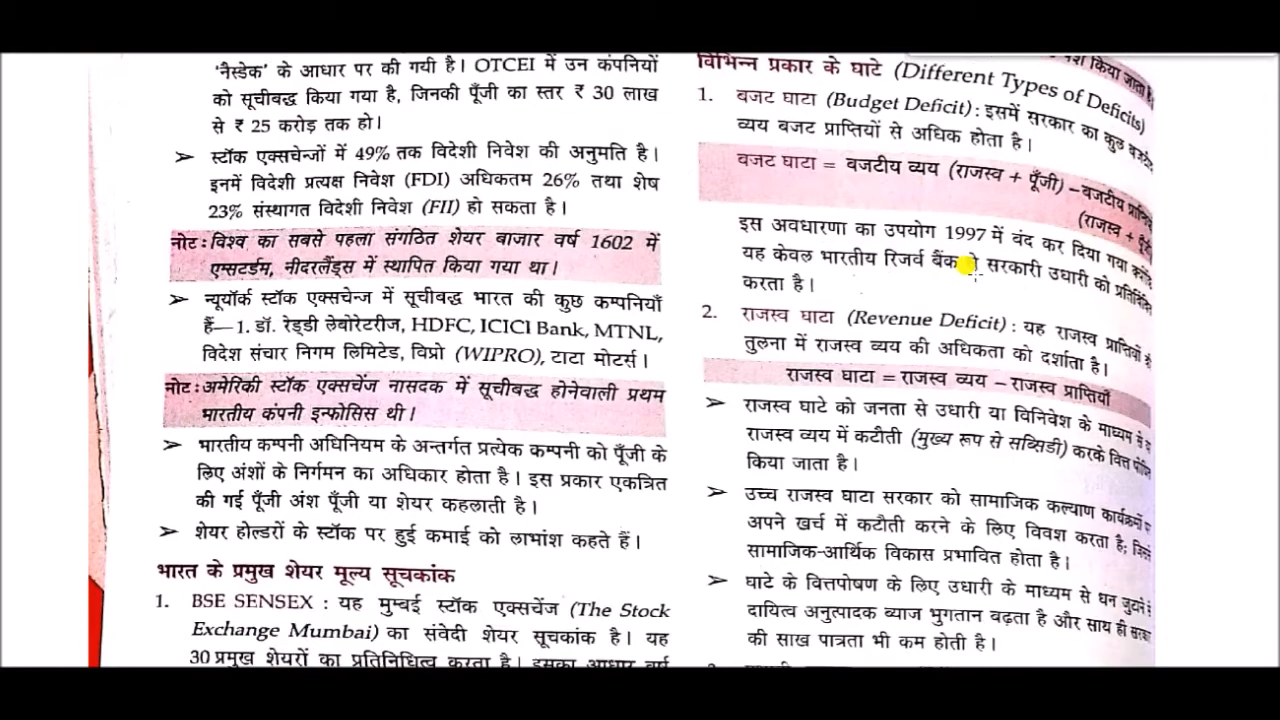 'नैस्डेक' के आधार पर की गयी है। OTCEI में उन कंपनियों
को सूचीबद्ध किया गया है, जिनकी पूँजी का स्तर ₹ 30 लाख
से ₹ 25 करोड़ तक हो।
➢ स्टॉक एक्सचेन्जों में 49% तक विदेशी निवेश की अनुमति है।
इनमें विदेशी प्रत्यक्ष निवेश (FDI) अधिकतम 26% तथा शेष
23% संस्थागत विदेशी निवेश (FII) हो सकता है।
नोट : विश्व का सबसे पहला संगठित शेयर बाजार वर्ष 1602 में
एम्सटर्डम, नीदरलैंड्स में स्थापित किया गया था।
➢ न्यूयॉर्क स्टॉक एक्सचेन्ज में सूचीबद्ध भारत की कुछ कम्पनियाँ
हैं—1. डॉ. रेड्डी लेबोरेटरीज, HDFC, ICICI Bank, MTNL,
विदेश संचार निगम लिमिटेड, विप्रो (WIPRO), टाटा मोटर्स।
नोट : अमेरिकी स्टॉक एक्सचेंज नासदक में सूचीबद्ध होनेवाली प्रथम
भारतीय कंपनी इन्फोसिस थी।
➢ भारतीय कम्पनी अधिनियम के अन्तर्गत प्रत्येक कम्पनी को पूँजी के
लिए अंशों के निर्गमन का अधिकार होता है। इस प्रकार एकत्रित
की गई पूँजी अंश पूँजी या शेयर कहलाती है।
➢ शेयर होल्डरों के स्टॉक पर हुई कमाई को लाभांश कहते हैं।
भारत के प्रमुख शेयर मूल्य सूचकांक
1. BSE SENSEX : यह मुम्बई स्टॉक एक्सचेंज (The Stock
Exchange Mumbai) का संवेदी शेयर सूचकांक है। यह
30 प्रमुख शेयरों का प्रतिनिधित्व करता है। इसका आधार वर्ष
किया जाता है
विभिन्न प्रकार के घाटे (Different Types of Deficits)
1. बजट घाटा (Budget Deficit) : इसमें सरकार का कुल
व्यय बजट प्राप्तियों से अधिक होता है।
बजट घाटा = बजटीय व्यय (राजस्व + पूँजी) – बजटीय
(राजस्व +
इस अवधारणा का उपयोग 1997 में बंद कर दिया गया
यह केवल भारतीय रिजर्व बैंक सरकारी उधारी को
करता है।
2. राजस्व घाटा (Revenue Deficit) : यह राजस्व प्राप्तियों की
तुलना में राजस्व व्यय की अधिकता को दर्शाता है।
राजस्व घाटा = राजस्व व्यय – राजस्व प्राप्तियाँ
➢ राजस्व घाटे को जनता से उधारी या विनिवेश के माध्यम से
राजस्व व्यय में कटौती (मुख्य रूप से सब्सिडी) करके वित्त
किया जाता है।
➢ उच्च राजस्व घाटा सरकार को सामाजिक कल्याण कार्यक्रमों
अपने खर्च में कटौती करने के लिए विवश करता है;
सामाजिक-आर्थिक विकास प्रभावित होता है।
➢ घाटे के वित्तपोषण के लिए उधारी के माध्यम से धन जुटाने
दायित्व अनुत्पादक ब्याज भुगतान बढ़ता है और साथ ही
की साख पात्रता भी कम होती है।